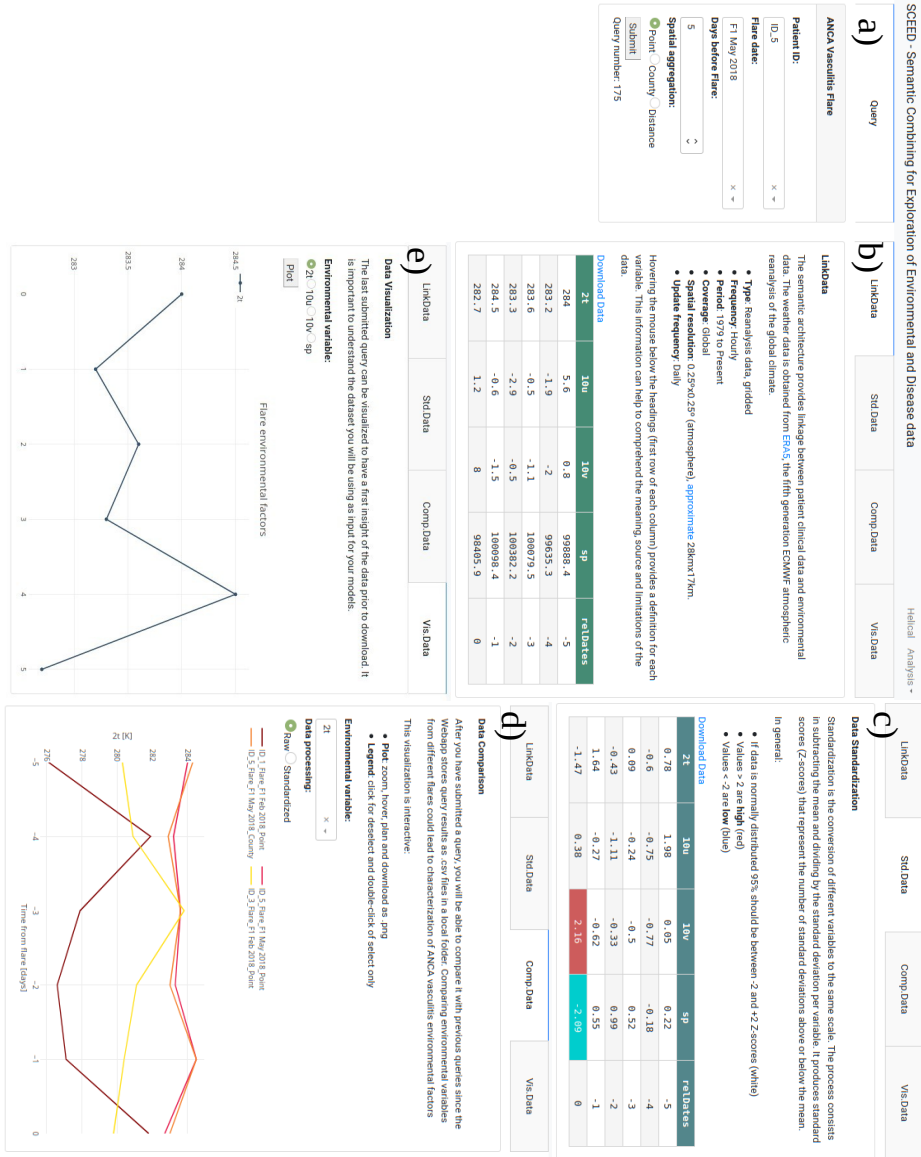 SCEED - Semantic Combining for Exploration of Environmental and Disease data
Helical Analysis
a)
Query
ANCA Vasculitis Flare
Patient ID:
ID_5
Flare date:
F1 May 2018
Days before Flare:
5
Spatial aggregation:
Point County Distance
Submit
Query number: 175
b)
LinkData Std.Data Comp.Data Vis.Data
LinkData
The semantic architecture provides linkage between patient clinical data and environmental
data. The weather data is obtained from ERA5, the fifth generation ECMWF atmospheric
reanalysis of the global climate.
• Type: Reanalysis data, gridded
• Frequency: Hourly
• Period: 1979 to Present
• Coverage: Global
• Spatial resolution: 0.25ºx0.25º (atmosphere), approximate 28kmx17km.
• Update frequency: Daily
Hovering the mouse below the headings (first row of each column) provides a definition for each
variable. This information can help to comprehend the meaning, source and limitations of the
data.
Download Data
2t 10u 10v sp relDates
284 5.6 0.8 99888.4 -5
283.2 -1.9 -2 99635.3 -4
283.6 -0.5 -1.1 100079.5 -3
283.3 -2.9 -0.5 100382.2 -2
284.5 -0.6 -1.5 100098.4 -1
282.7 1.2 8 98405.9 0
c)
LinkData Std.Data Comp.Data Vis.Data
Data Standardization
Standardization is the conversion of different variables to the same scale. The process consists
in subtracting the mean and dividing by the standard deviation per variable. It produces standard
scores (Z-scores) that represent the number of standard deviations above or below the mean.
In general:
• If data is normally distributed 95% should be between -2 and +2 Z-scores (white)
• Values > 2 are high (red)
• Values < -2 are low (blue)
Download Data
2t 10u 10v sp relDates
0.78 1.98 0.05 0.22 -5
-0.6 -0.75 -0.77 -0.18 -4
0.09 -0.24 -0.5 0.52 -3
-0.43 -1.11 -0.33 0.99 -2
1.64 -0.27 -0.62 0.55 -1
-1.47 0.38 2.16 -2.09 0
d)
LinkData Std.Data Comp.Data Vis.Data
Data Comparison
After you have submitted a query, you will be able to compare it with previous queries since the
Webapp stores query results as .csv files in a local folder. Comparing environmental variables
from different flares could lead to characterization of ANCA vasculitis environmental factors
This visualization is interactive:
• Plot: zoom, hover, plan and download as .png
• Legend: click for deselect and double-click of select only
Environmental variable:
2t
Data processing:
Raw Standardized
ID_1_Flare_F1 Feb 2018_Point ID_5_Flare_F1 May 2018_Point
ID_5_Flare_F1 May 2018_County ID_3_Flare_F1 Feb 2018_Point
284
282
280
278
276
2t [K]
-5 -4 -3 -2 -1 0
Time from flare [days]
e)
LinkData Std.Data Comp.Data Vis.Data
Data Visualization
The last submitted query can be visualized to have a first insight of the data prior to download. It
is important to understand the dataset you will be using as input for your models.
Environmental variable:
2t 10u 10v sp
Plot
Flare environmental factors
2t
284.5
284
283.5
283
0 1 2 3 4 5